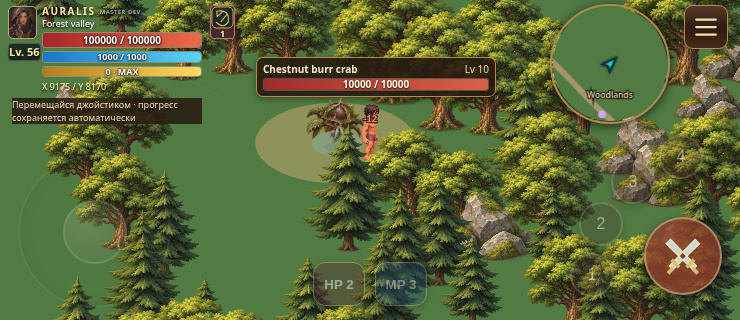 AURALIS MASTER DEV
Forest valley
Lv. 56
100000 / 100000
1000 / 1000
0 · MAX
X 9175 / Y 8170
Перемещайся джойстиком · прогресс
сохраняется автоматически
1
Chestnut burr crab Lv 10
10000 / 10000
-12
Woodlands
4
3
2
1
HP 2
MP 3